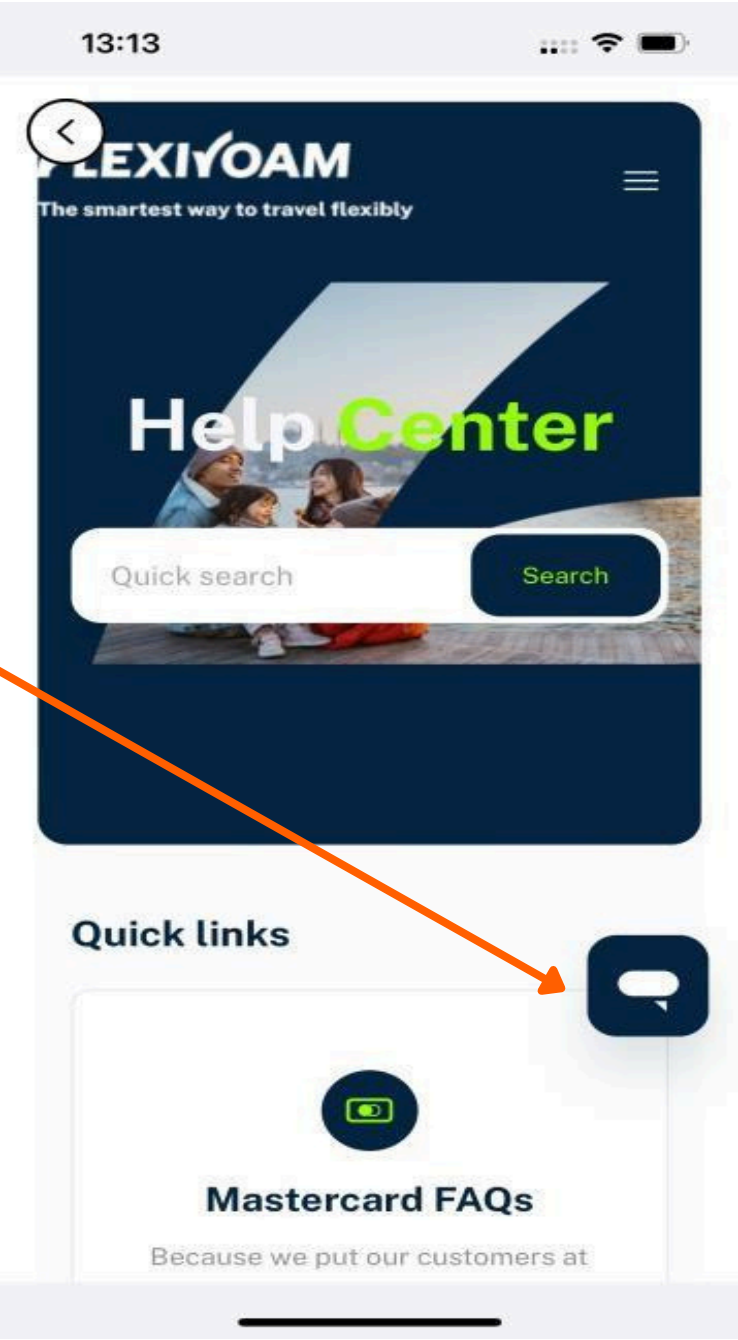 13:13
FLEXIROAM
The smartest way to travel flexibly
Help Center
Quick search
Search
Quick links
Mastercard FAQs
Because we put our customers at